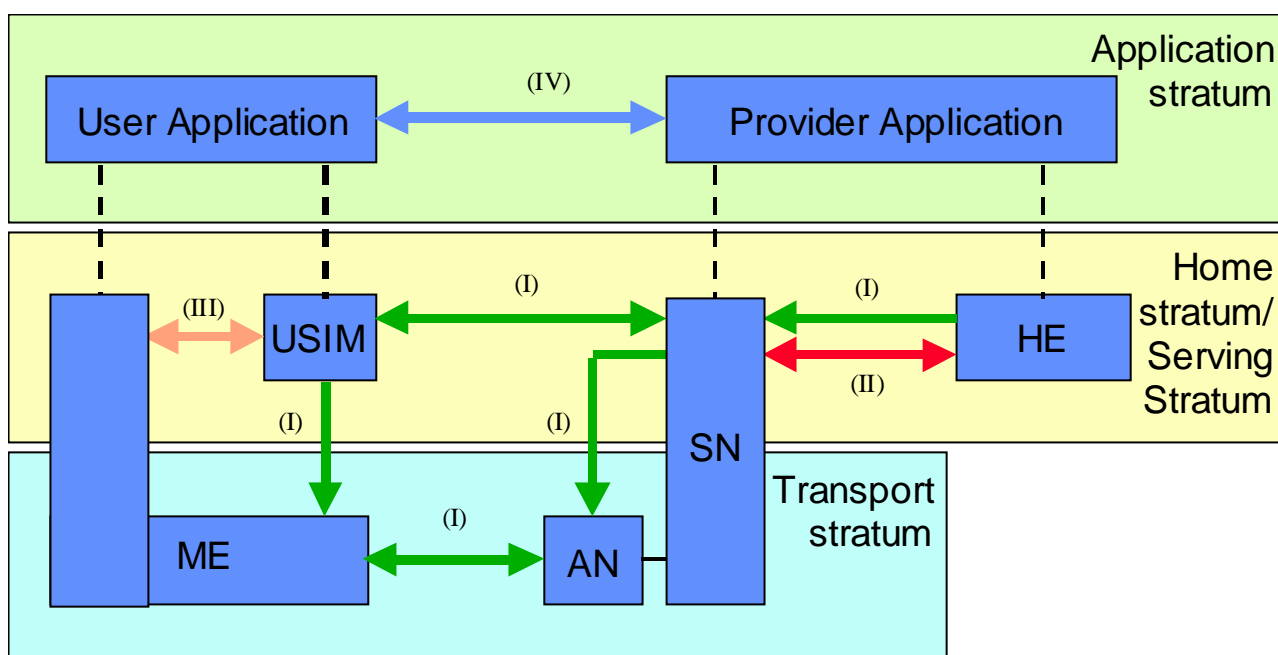 Application
stratum
(IV)
User Application
Provider Application
Home
stratum/
Serving
Stratum
(I)
(I)
(III)
USIM
HE
(II)
(I)
(I)
SN
Transport
stratum
(I)
ME
AN